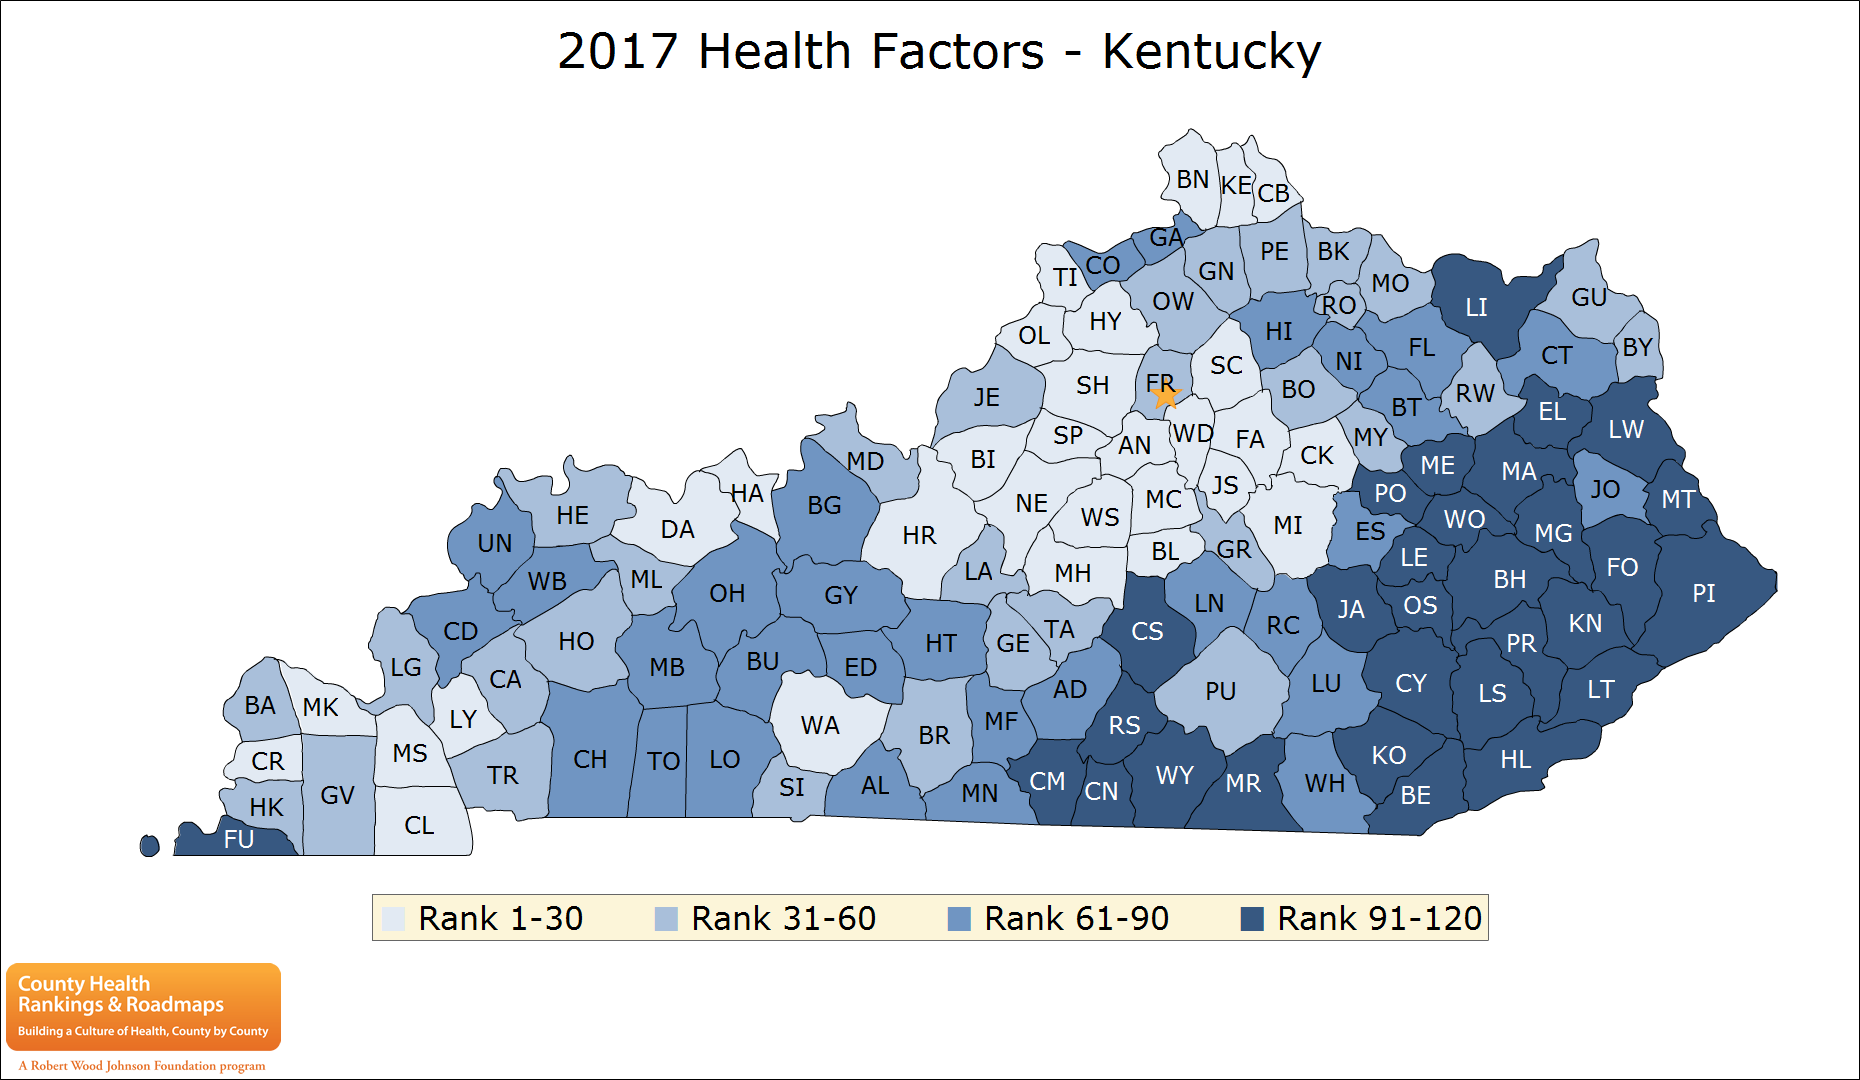 2017 Health Factors - Kentucky
BN KE CB
GA
CO TI GN PE BK
OW MO RO LI GU
OL HY HI
NI FL CT BY
SH FR SC
JE BO RW
BT EL
SP AN WD FA CK MY LW
MD BI
ME MA
HA BG NE WS MC JS PO JO MT
HE DA HR MI ES WO MG
UN
BL GR LE FO
WB ML OH GY LA MH BH PI
LN JA OS
CD HO HT GE TA CS RC KN
PR
LG MB BU ED
CA AD PU LU CY LS LT
BA MK LY WA BR MF RS
MS CH TO LO KO HL
CR
TR SI AL MN CM CN WY MR WH BE
HK GV
CL
FU
Rank 1-30 Rank 31-60 Rank 61-90 Rank 91-120
County Health
Rankings & Roadmaps
Building a Culture of Health, County by County
A Robert Wood Johnson Foundation program